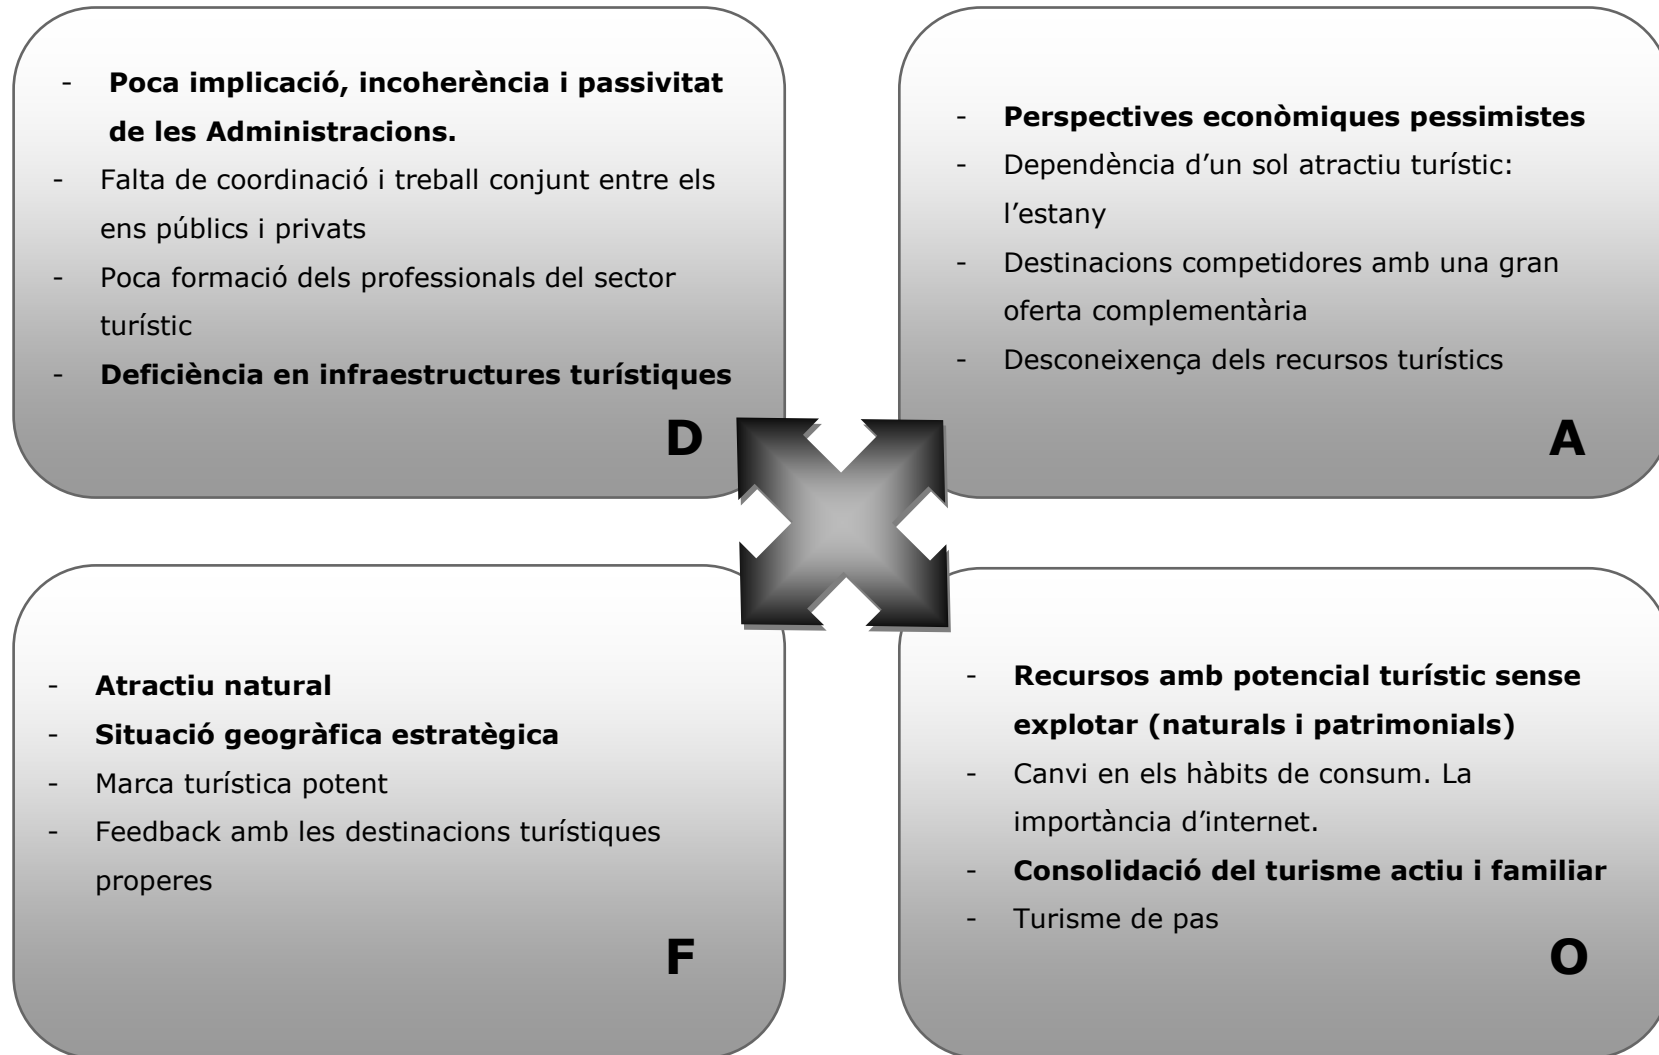 - Poca implicació, incoherència i passivitat
de les Administracions.
- Falta de coordinació i treball conjunt entre els
ens públics i privats
- Poca formació dels professionals del sector
turístic
- Deficiència en infraestructures turístiques
D
- Perspectives econòmiques pessimistes
- Dependència d’un sol atractiu turístic:
l’estany
- Destinacions competidores amb una gran
oferta complementària
- Desconeixença dels recursos turístics
A
- Atractiu natural
- Situació geogràfica estratègica
- Marca turística potent
- Feedback amb les destinacions turístiques
properes
F
- Recursos amb potencial turístic sense
explotar (naturals i patrimonials)
- Canvi en els hàbits de consum. La
importància d’internet.
- Consolidació del turisme actiu i familiar
- Turisme de pas
O